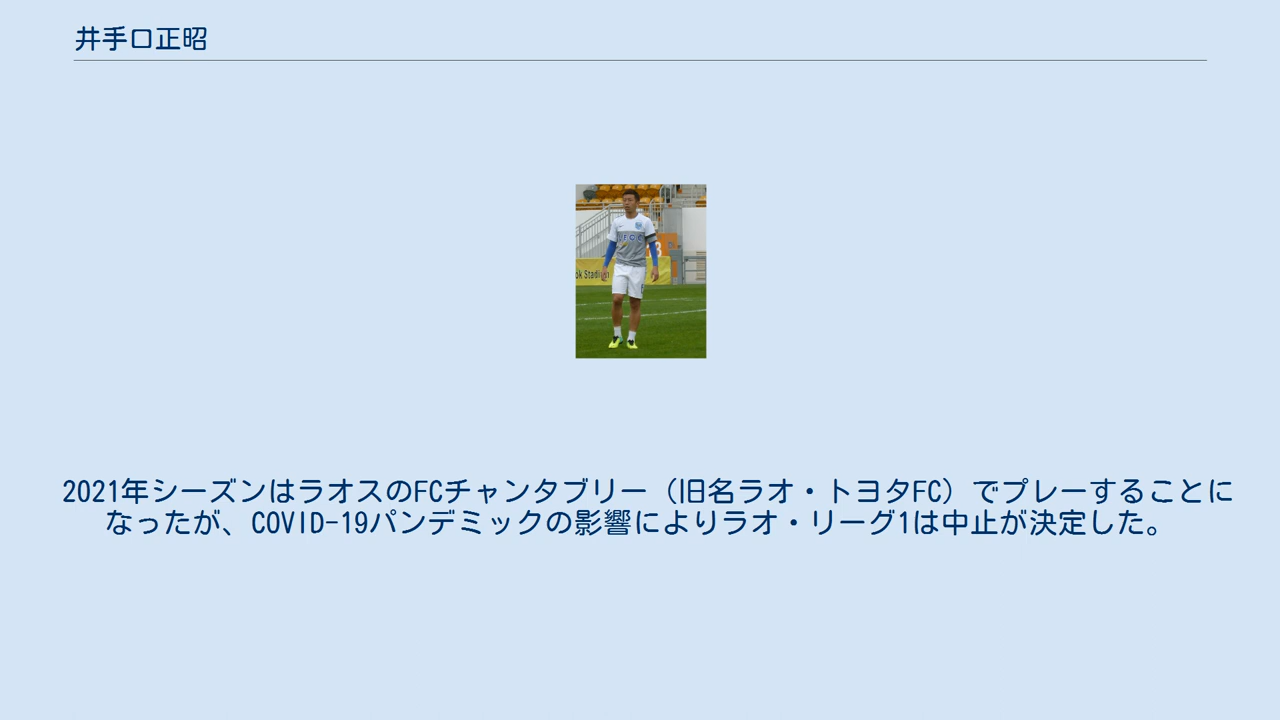 井手口正昭
FCC
ok Stadiu
2021年シーズンはラオスのFCチャンタブリー（旧名ラオ・トヨタFC）でプレーすることに
なったが、COVID-19パンデミックの影響によりラオ・リーグ1は中止が決定した。